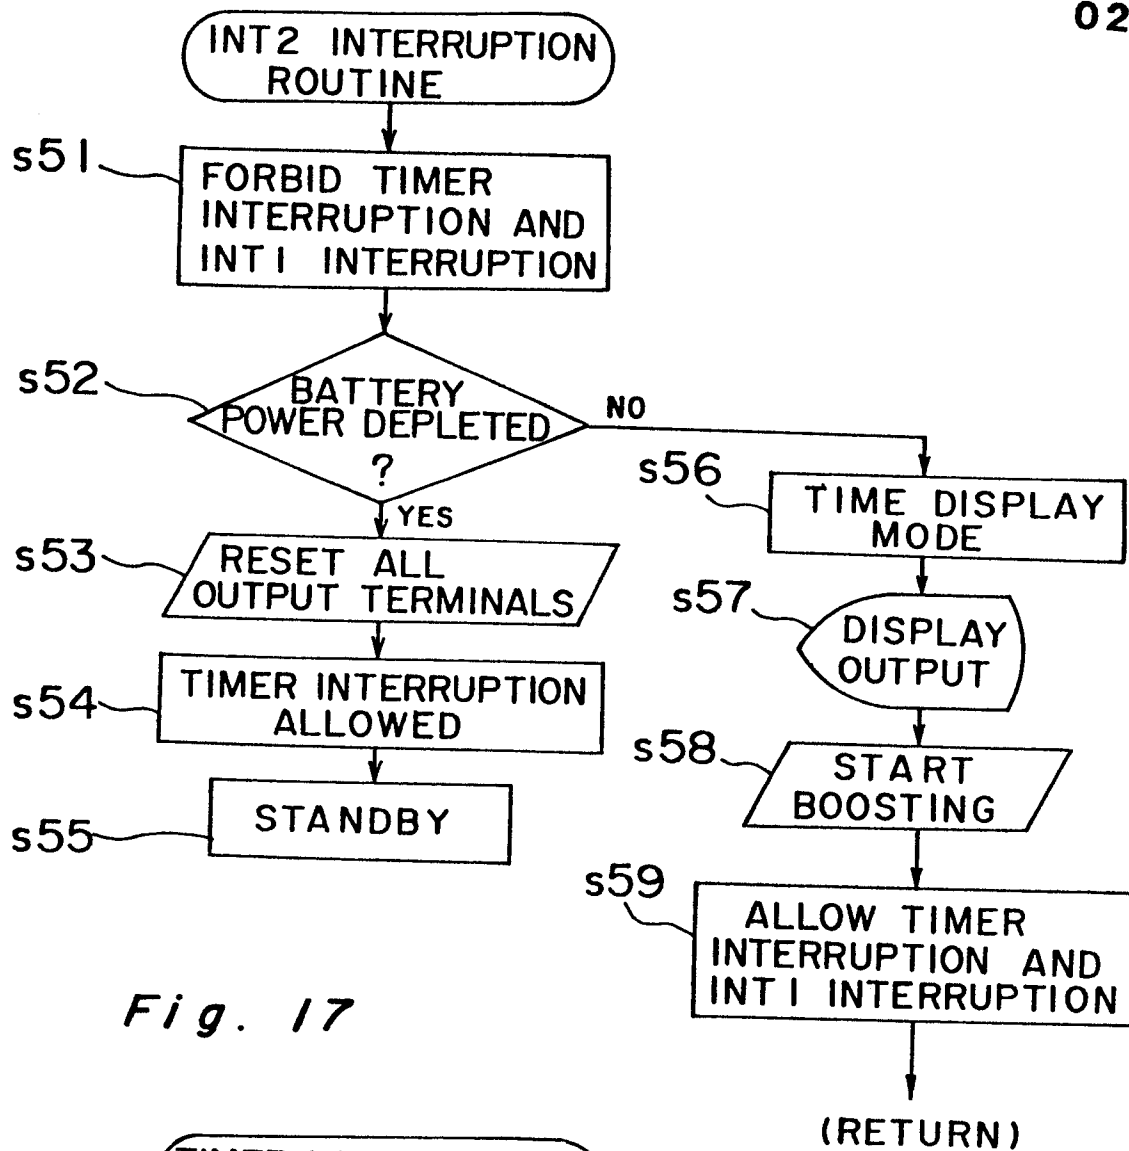 02
INT2 INTERRUPTION
ROUTINE
s51
FORBID TIMER
INTERRUPTION AND
INT1 INTERRUPTION
s52
BATTERY
POWER DEPLETED
?
NO
YES
s53
RESET ALL
OUTPUT TERMINALS
s54
TIMER INTERRUPTION
ALLOWED
s55
STANDBY
s56
TIME DISPLAY
MODE
s57
DISPLAY
OUTPUT
s58
START
BOOSTING
s59
ALLOW TIMER
INTERRUPTION AND
INT1 INTERRUPTION
(RETURN)
Fig. 17